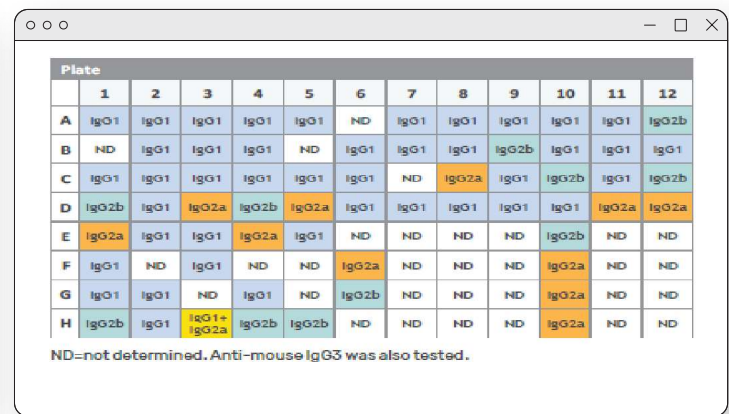 Plate
1 2 3 4 5 6 7 8 9 10 11 12
A IgG1 IgG1 IgG1 IgG1 IgG1 ND IgG1 IgG1 IgG1 IgG1 IgG1 IgG2b
B ND IgG1 IgG1 IgG1 ND IgG1 IgG1 IgG1 IgG2b IgG1 IgG1 IgG1
C IgG1 IgG1 IgG1 IgG1 IgG1 IgG1 ND IgG2a IgG1 IgG2b IgG1 IgG2b
D IgG2b IgG1 IgG2a IgG2b IgG2a IgG1 IgG1 IgG1 IgG1 IgG1 IgG2a IgG2a
E IgG2a IgG1 IgG1 IgG2a IgG1 ND ND ND ND IgG2b ND ND
F IgG1 ND IgG1 ND ND IgG2a ND ND ND IgG2a ND ND
G IgG1 IgG1 ND IgG1 ND IgG2b ND ND ND IgG2a ND ND
H IgG2b IgG1 IgG1+ IgG2a IgG2b IgG2b ND ND ND ND IgG2a ND ND
ND=not determined. Anti-mouse IgG3 was also tested.